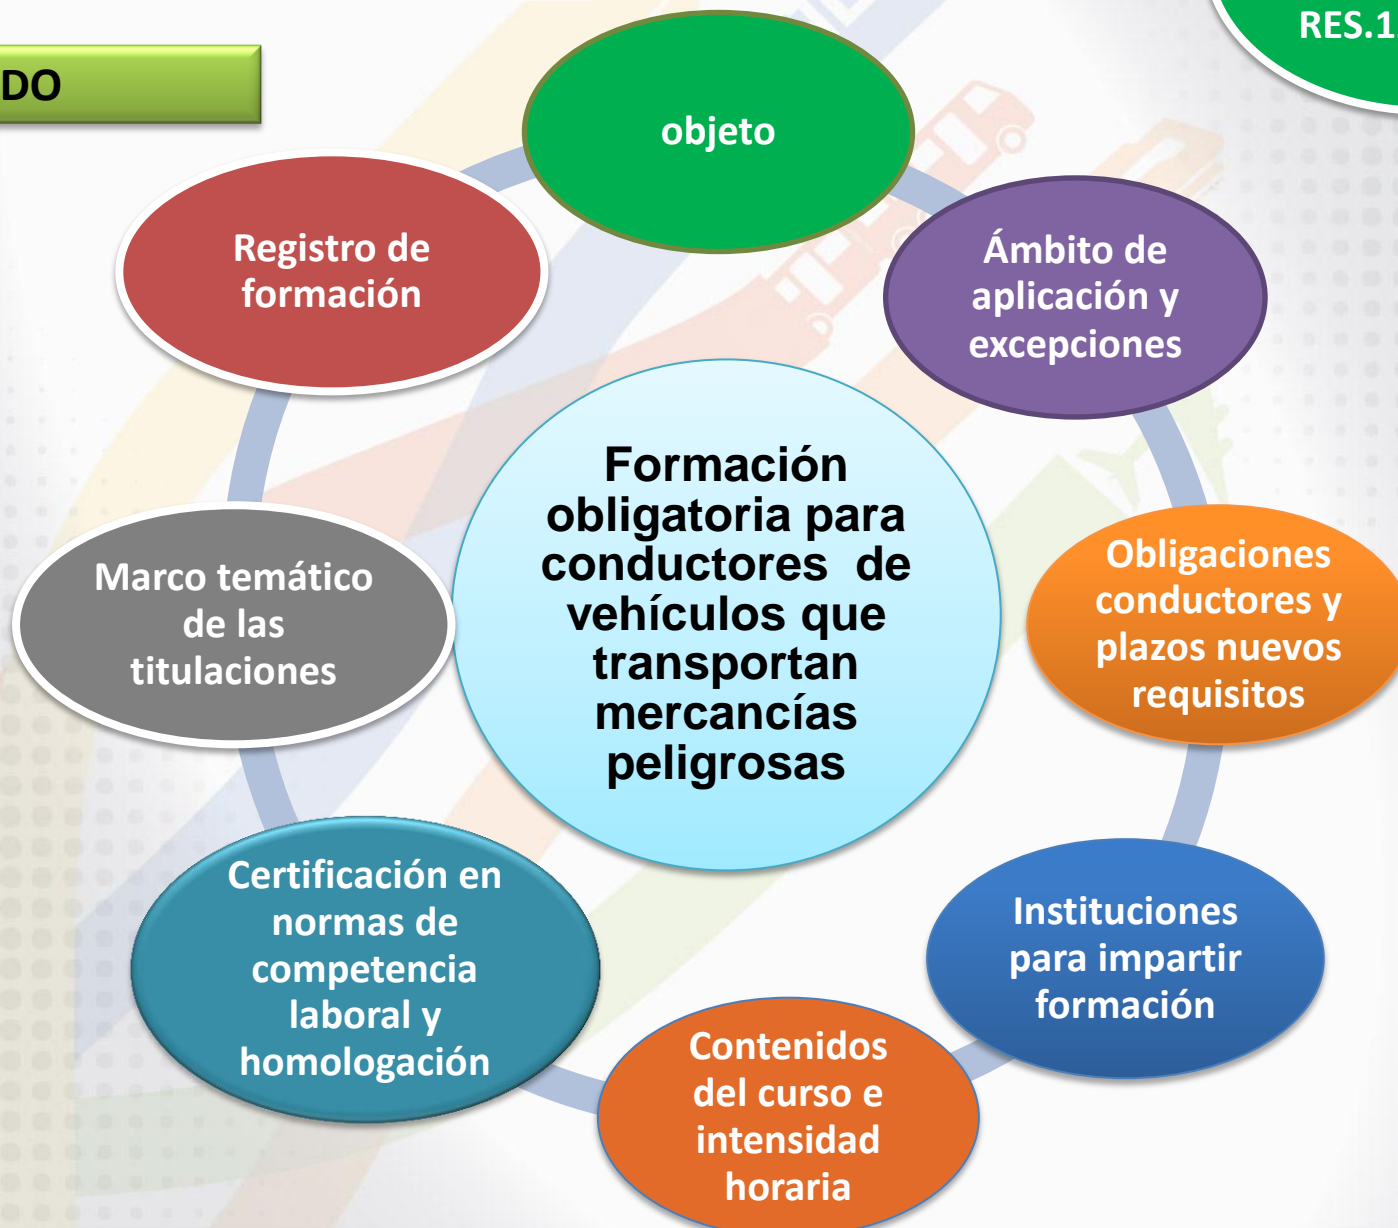 RES.1
DO
objeto
Ámbito de
aplicación y
excepciones
Obligaciones
conductores y
plazos nuevos
requisitos
Instituciones
para impartir
formación
Contenidos
del curso e
intensidad
horaria
Certificación en
normas de
competencia
laboral y
homologación
Marco temático
de las
titulaciones
Registro de
formación
Formación
obligatoria para
conductores de
vehículos que
transportan
mercancías
peligrosas